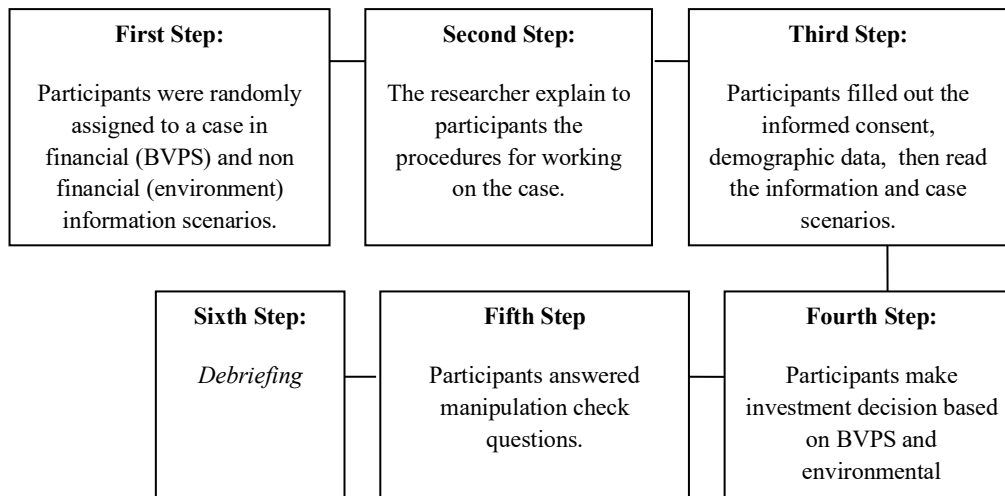 First Step:
Participants were randomly
assigned to a case in
financial (BVPS) and non
financial (environment)
information scenarios.
Second Step:
The researcher explain to
participants the
procedures for working
on the case.
Third Step:
Participants filled out the
informed consent,
demographic data, then read
the information and case
scenarios.
Fourth Step:
Participants make
investment decision based
on BVPS and
environmental
Fifth Step
Participants answered
manipulation check
questions.
Sixth Step:
Debriefing